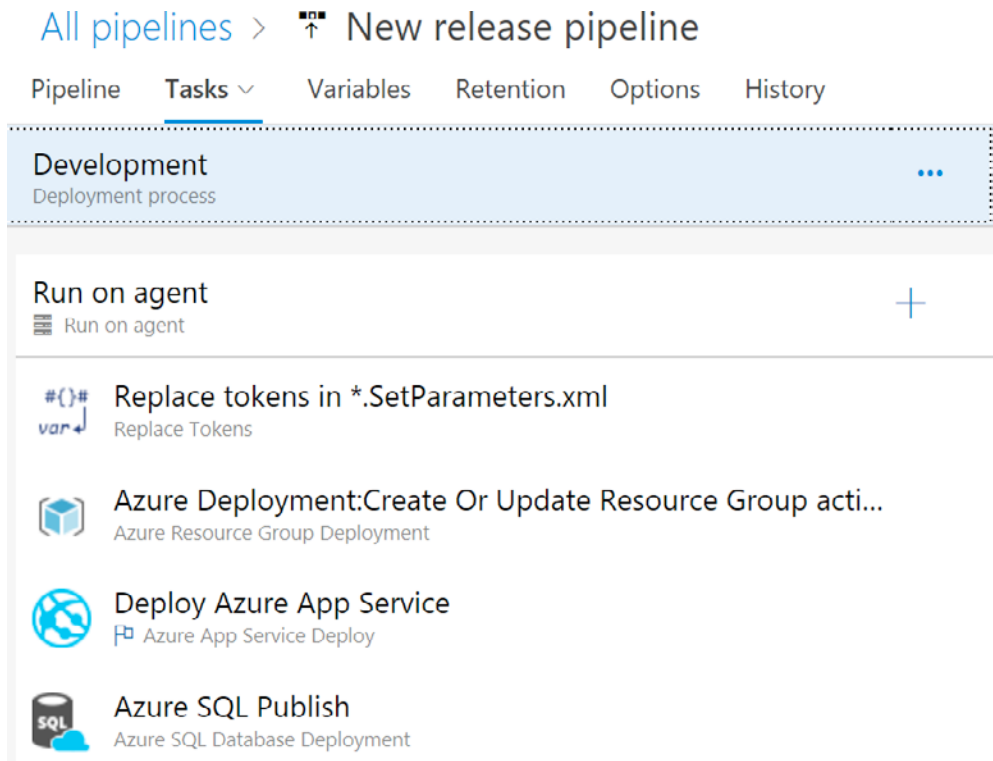 All pipelines > New release pipeline
Pipeline Tasks Variables Retention Options History
Development
Deployment process
Run on agent
Run on agent
#{}#
var
Replace tokens in *.SetParameters.xml
Replace Tokens
Azure Deployment:Create Or Update Resource Group acti...
Azure Resource Group Deployment
Deploy Azure App Service
Azure App Service Deploy
SQL
Azure SQL Publish
Azure SQL Database Deployment